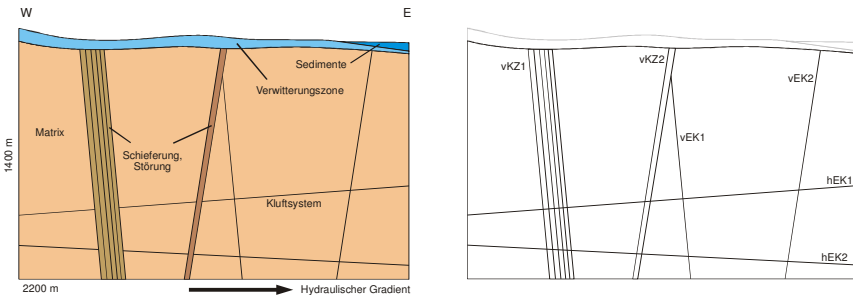 W
E
Sedimente
Verwitterungszone
Matrix
Schieferung,
Störung
Kluftsystem
1400 m
2200 m
Hydraulischer Gradient
vKZ1
vKZ2
vEK2
vEK1
hEK1
hEK2